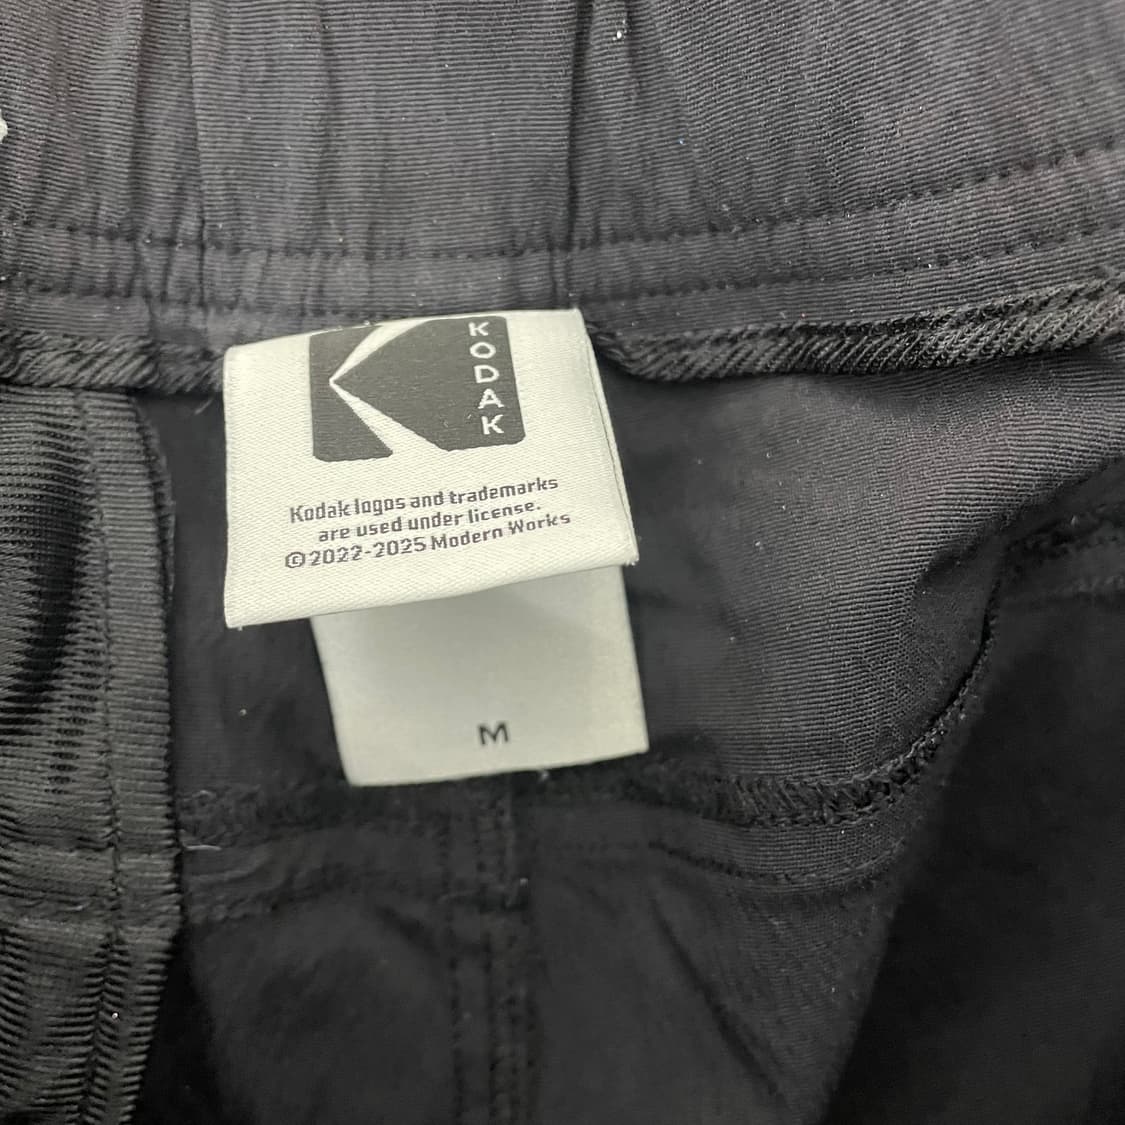 KODAK
Kodak logos and trademarks
are used under license.
©2022-2025 Modern Works
M